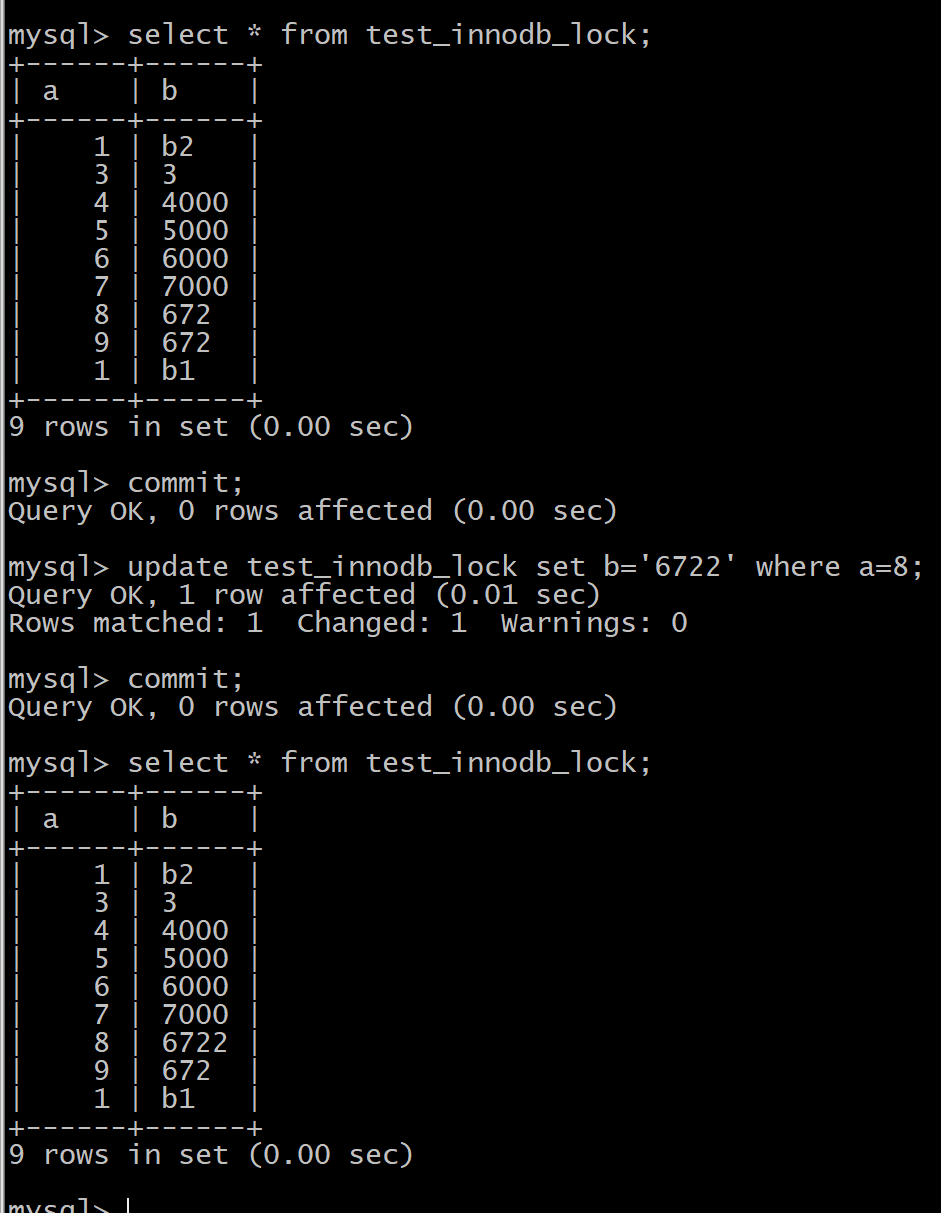 mysql> select * from test_innodb_lock;
+------+------+
| a    | b    |
+------+------+
|    1 | b2   |
|    3 | 3    |
|    4 | 4000 |
|    5 | 5000 |
|    6 | 6000 |
|    7 | 7000 |
|    8 | 672  |
|    9 | 672  |
|    1 | b1   |
+------+------+
9 rows in set (0.00 sec)

mysql> commit;
Query OK, 0 rows affected (0.00 sec)

mysql> update test_innodb_lock set b='6722' where a=8;
Query OK, 1 row affected (0.01 sec)
Rows matched: 1  Changed: 1  Warnings: 0

mysql> commit;
Query OK, 0 rows affected (0.00 sec)

mysql> select * from test_innodb_lock;
+------+------+
| a    | b    |
+------+------+
|    1 | b2   |
|    3 | 3    |
|    4 | 4000 |
|    5 | 5000 |
|    6 | 6000 |
|    7 | 7000 |
|    8 | 6722 |
|    9 | 672  |
|    1 | b1   |
+------+------+
9 rows in set (0.00 sec)

mysql>